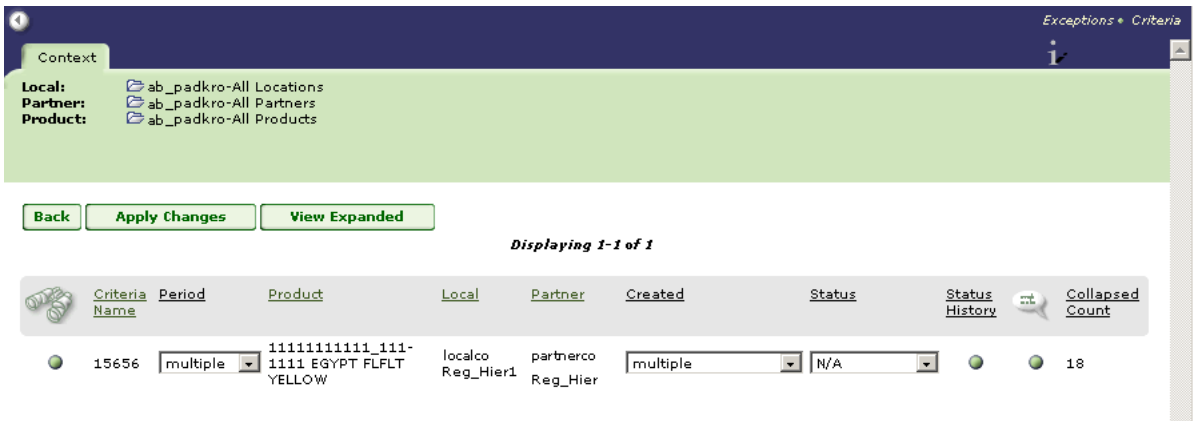 Exceptions • Criteria
Context
Local: ab_padkro-All Locations
Partner: ab_padkro-All Partners
Product: ab_padkro-All Products
Back Apply Changes View Expanded
Displaying 1-1 of 1
Criteria Name Period Product Local Partner Created Status Status History Collapsed Count
15656 multiple 11111111111_111-1111 EGYPT FLFLT YELLOW localco Reg_Hier1 partnerco Reg_Hier multiple N/A 18